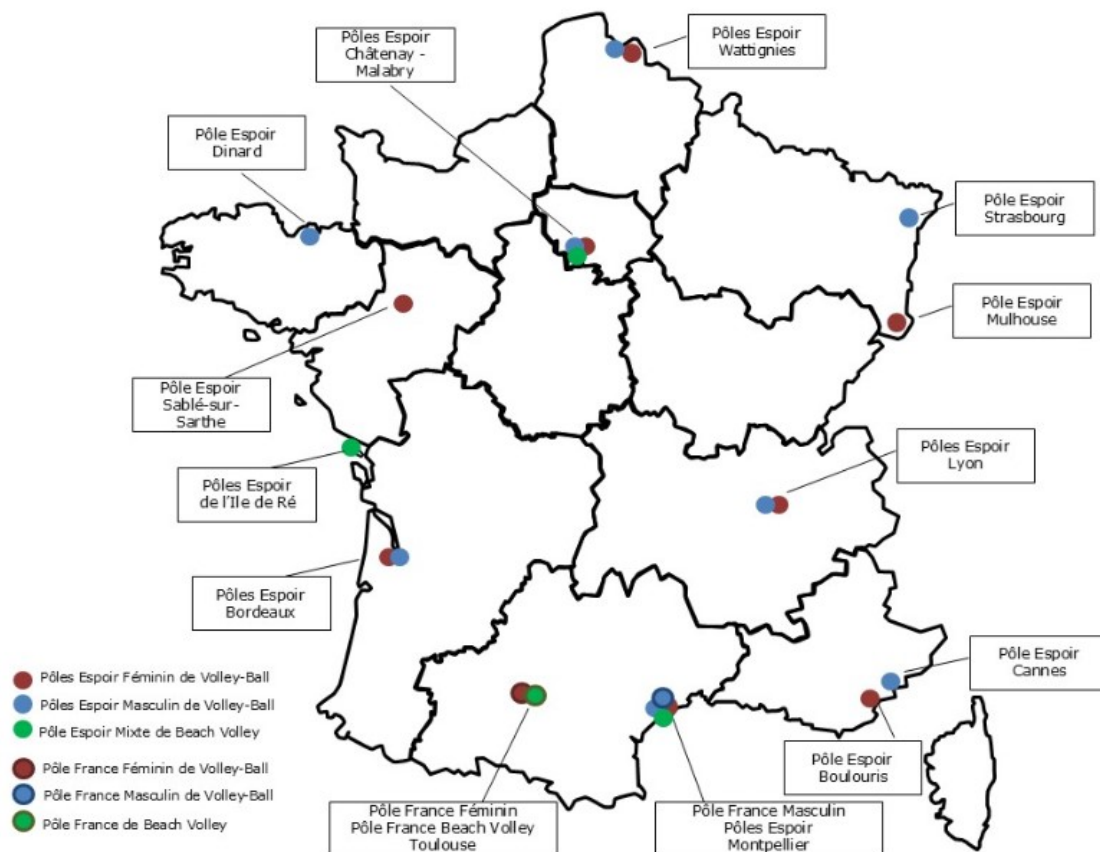 Pôles Espoir
Châtenay -
Malabry
Pôles Espoir
Wattignies
Pôle Espoir
Dinard
Pôle Espoir
Strasbourg
Pôle Espoir
Mulhouse
Pôle Espoir
Sablé-sur-
Sarthe
Pôles Espoir
Lyon
Pôles Espoir
de l'Ile de Ré
Pôles Espoir
Bordeaux
Pôle Espoir
Cannes
Pôle Espoir
Boulouris
Pôles Espoir Féminin de Volley-Ball
Pôles Espoir Masculin de Volley-Ball
Pôle Espoir Mixte de Beach Volley
Pôle France Féminin de Volley-Ball
Pôle France Masculin de Volley-Ball
Pôle France de Beach Volley
Pôle France Féminin
Pôle France Beach Volley
Toulouse
Pôle France Masculin
Pôles Espoir
Montpellier